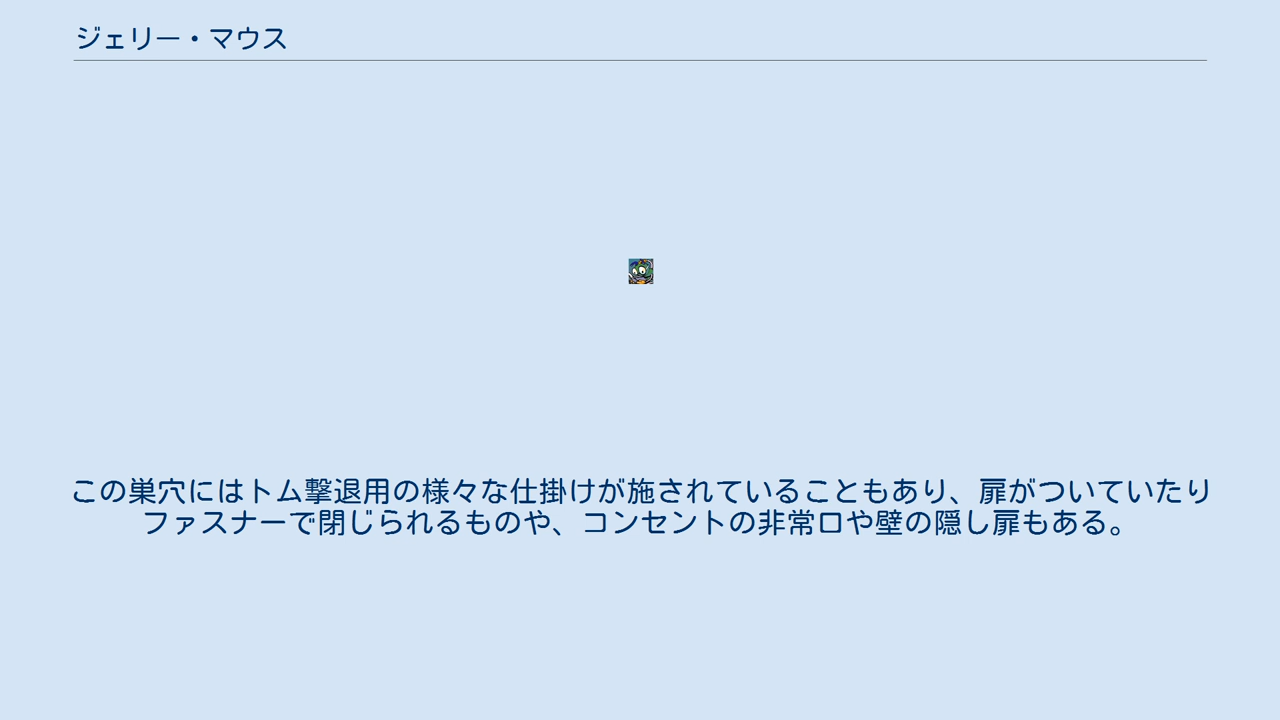 ジェリー・マウス
この巣穴にはトム撃退用の様々な仕掛けが施されていることもあり、扉がついていたり
ファスナーで閉じられるものや、コンセントの非常口や壁の隠し扉もある。